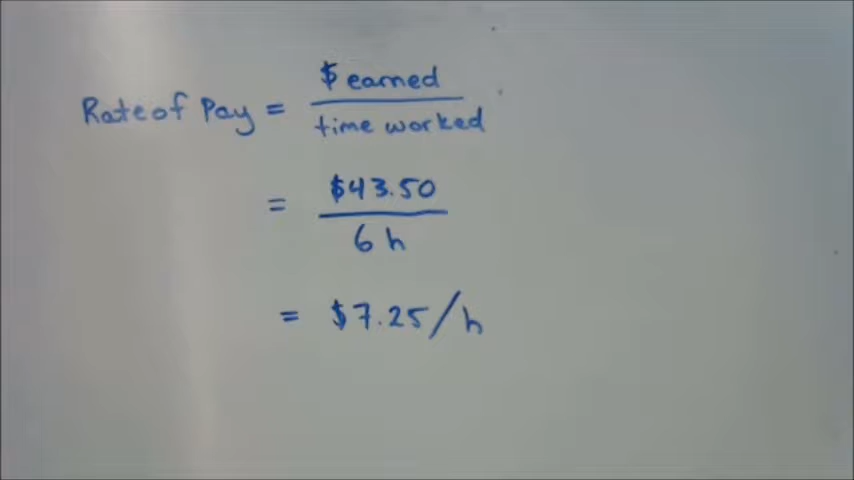 Rate of Pay = $ earned / time worked
= $43.50 / 6 h
= $7.25/h